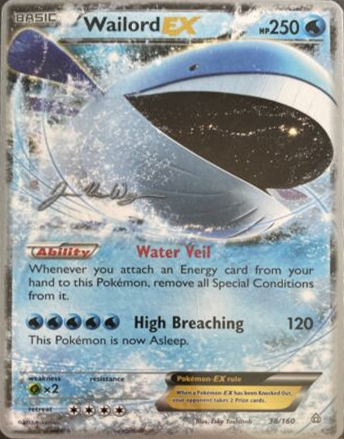 BASIC Wailord EX HP250
Ability Water Veil
Whenever you attach an Energy card from your
hand to this Pokémon, remove all Special Conditions
from it.
High Breaching 120
This Pokémon is now Asleep.
weakness resistance
×2
Pokémon-EX rule
When a Pokémon-EX has been Knocked Out,
your opponent takes 2 Prize cards.
retreat
38/160